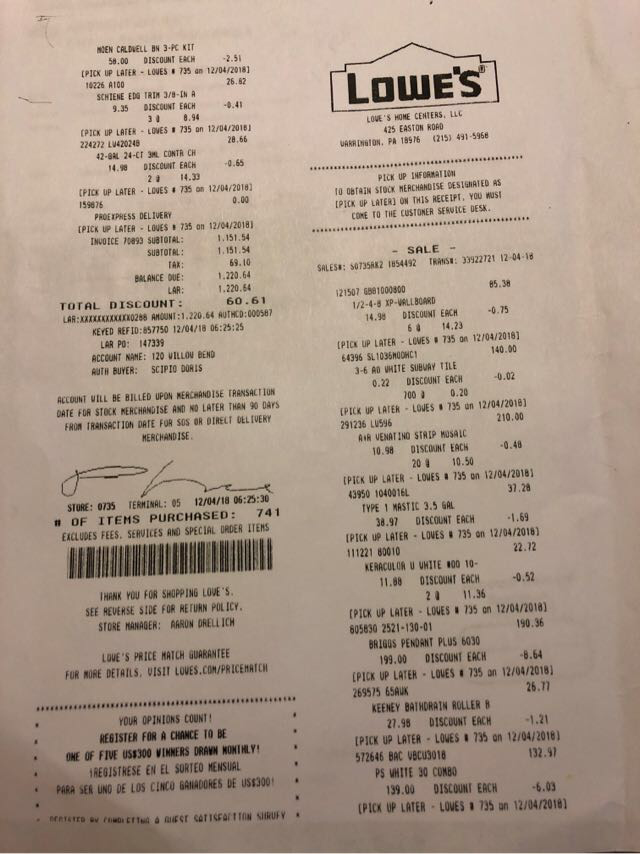 MOEN CALDWELL BN 3-PC KIT
58.00 DISCOUNT EACH -2.51
[PICK UP LATER - LOWES # 735 on 12/04/2018]
10226 A100 26.82
SCHIENE EDG TRIM 3/8-IN A
9.35 DISCOUNT EACH -0.41
3 @ 8.94
[PICK UP LATER - LOWES # 735 on 12/04/2018]
224272 LW42024B 28.66
42-GAL 24-CT 3ML CONTR CH
14.98 DISCOUNT EACH -0.65
2 @ 14.33
[PICK UP LATER - LOWES # 735 on 12/04/2018]
159876 0.00
PROEXPRESS DELIVERY
[PICK UP LATER - LOWES # 735 on 12/04/2018]
INVOICE 70893 SUBTOTAL: 1,151.54
SUBTOTAL: 1,151.54
TAX: 69.10
BALANCE DUE: 1,220.64
LAR: 1,220.64
TOTAL DISCOUNT: 60.61
LAR:XXXXXXXXXXXX0288 AMOUNT:1,220.64 AUTHCD:000587
KEYED REFID:857750 12/04/18 06:25:25
LAR PO: 147339
ACCOUNT NAME: 120 WILLOW BEND
AUTH BUYER: SCIPIO DORIS
ACCOUNT WILL BE BILLED UPON MERCHANDISE TRANSACTION
DATE FOR STOCK MERCHANDISE AND NO LATER THAN 90 DAYS
FROM TRANSACTION DATE FOR SOS OR DIRECT DELIVERY
MERCHANDISE.
STORE: 0735 TERMINAL: 05 12/04/18 06:25:30
# OF ITEMS PURCHASED: 741
EXCLUDES FEES, SERVICES AND SPECIAL ORDER ITEMS
THANK YOU FOR SHOPPING LOWE'S.
SEE REVERSE SIDE FOR RETURN POLICY.
STORE MANAGER: AARON DRELLICH
LOWE'S PRICE MATCH GUARANTEE
FOR MORE DETAILS, VISIT LOWES.COM/PRICEMATCH
YOUR OPINIONS COUNT!
REGISTER FOR A CHANCE TO BE
ONE OF FIVE US$300 WINNERS DRAWN MONTHLY!
¡REGISTRESE EN EL SORTEO MENSUAL
PARA SER UNO DE LOS CINCO GANADORES DE US$300!
REGISTER BY COMPLETING A GUEST SATISFACTION SURVEY
LOWE'S®
LOWE'S HOME CENTERS, LLC
425 EASTON ROAD
WARRINGTON, PA 18976 (215) 491-5968
PICK UP INFORMATION
TO OBTAIN STOCK MERCHANDISE DESIGNATED AS
[PICK UP LATER] ON THIS RECEIPT, YOU MUST
COME TO THE CUSTOMER SERVICE DESK.
- SALE -
SALES#: S0735AK2 1854492 TRANS#: 33922721 12-04-18
121507 GB81000800 85.38
1/2-4-8 XP-WALLBOARD
14.98 DISCOUNT EACH -0.75
6 @ 14.23
[PICK UP LATER - LOWES # 735 on 12/04/2018]
64396 SL1036MODHC1 140.00
3-6 AO WHITE SUBWAY TILE
0.22 DISCOUNT EACH -0.02
700 @ 0.20
[PICK UP LATER - LOWES # 735 on 12/04/2018]
291236 LW596 210.00
A+R VENATINO STRIP MOSAIC
10.98 DISCOUNT EACH -0.48
20 @ 10.50
[PICK UP LATER - LOWES # 735 on 12/04/2018]
43950 1040016L 37.28
TYPE 1 MASTIC 3.5 GAL
38.97 DISCOUNT EACH -1.69
[PICK UP LATER - LOWES # 735 on 12/04/2018]
111221 80010 22.72
KERACOLOR U WHITE #00 10-
11.88 DISCOUNT EACH -0.52
2 @ 11.36
[PICK UP LATER - LOWES # 735 on 12/04/2018]
805830 2521-130-01 190.36
BRIGGS PENDANT PLUS 6030
199.00 DISCOUNT EACH -8.64
[PICK UP LATER - LOWES # 735 on 12/04/2018]
269575 65AWK 26.77
KEENEY BATHDRAIN ROLLER B
27.98 DISCOUNT EACH -1.21
[PICK UP LATER - LOWES # 735 on 12/04/2018]
572646 BAC WBCU3018 132.97
PS WHITE 30 COMBO
139.00 DISCOUNT EACH -6.03
[PICK UP LATER - LOWES # 735 on 12/04/2018]